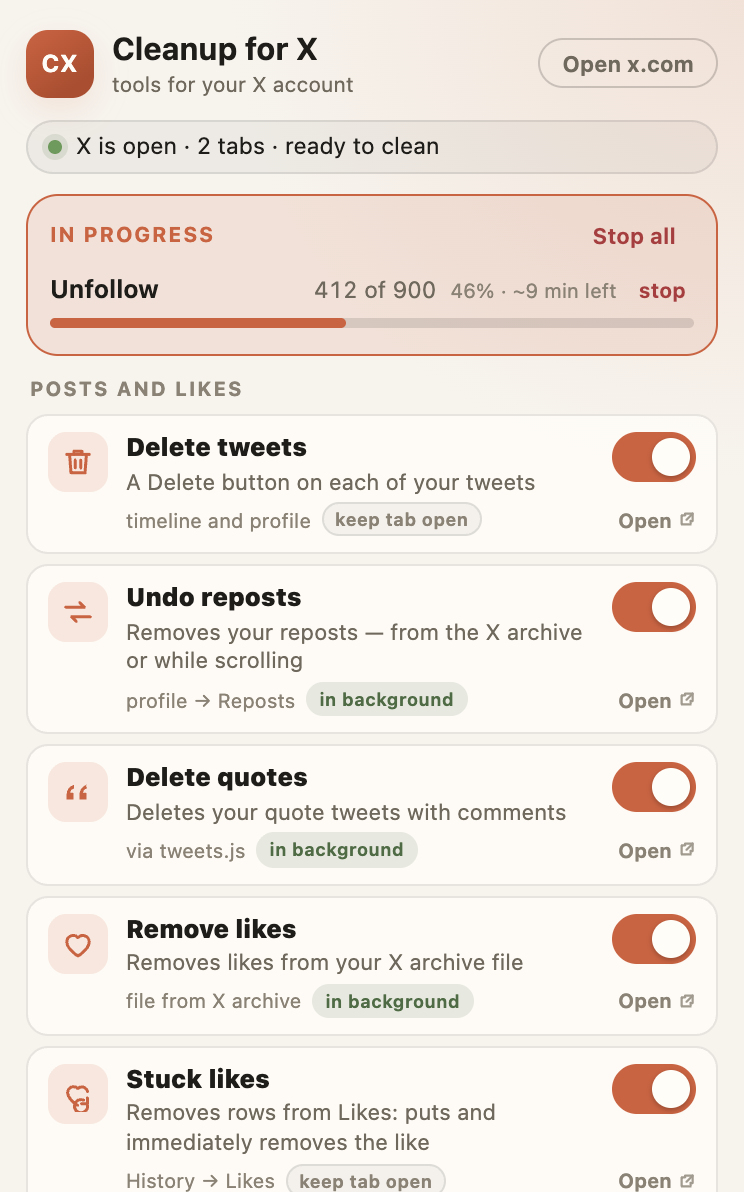 CX
Cleanup for X
tools for your X account
Open x.com
X is open · 2 tabs · ready to clean
IN PROGRESS
Stop all
Unfollow 412 of 900 46% · ~9 min left stop
POSTS AND LIKES
Delete tweets
A Delete button on each of your tweets
timeline and profile keep tab open Open
Undo reposts
Removes your reposts — from the X archive
or while scrolling
profile → Reposts in background Open
Delete quotes
Deletes your quote tweets with comments
via tweets.js in background Open
Remove likes
Removes likes from your X archive file
file from X archive in background Open
Stuck likes
Removes rows from Likes: puts and
immediately removes the like
History → Likes keep tab open Open